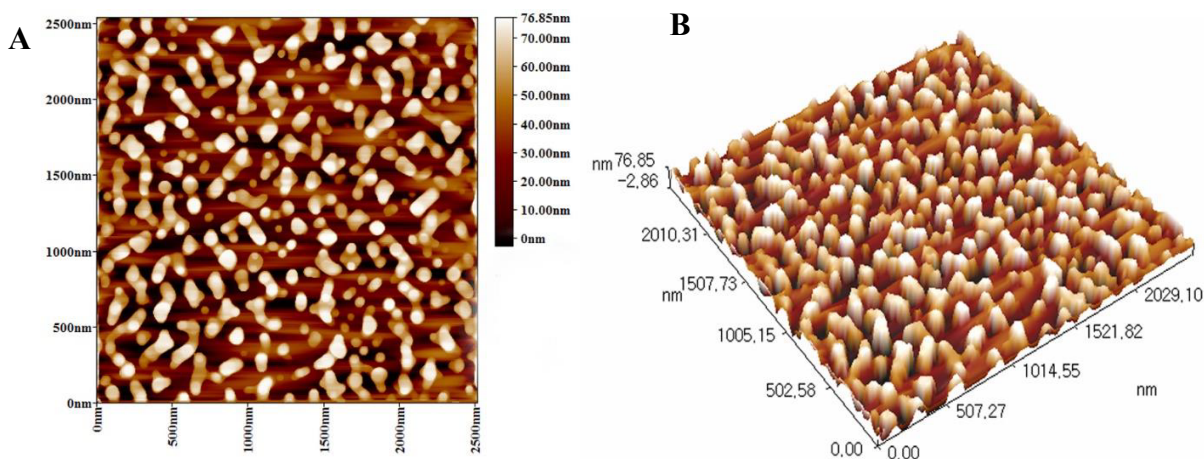 A
2500nm
2000nm
1500nm
1000nm
500nm
0nm
0nm
500nm
1000nm
1500nm
2000nm
2500nm
76.85nm
70.00nm
60.00nm
50.00nm
40.00nm
30.00nm
20.00nm
10.00nm
0nm
B
nm 76,85
-2,86
2010,31
1507,73
nm
1005,15
502,58
0,00
0,00
507,27
1014,55
nm
1521,82
2029,10